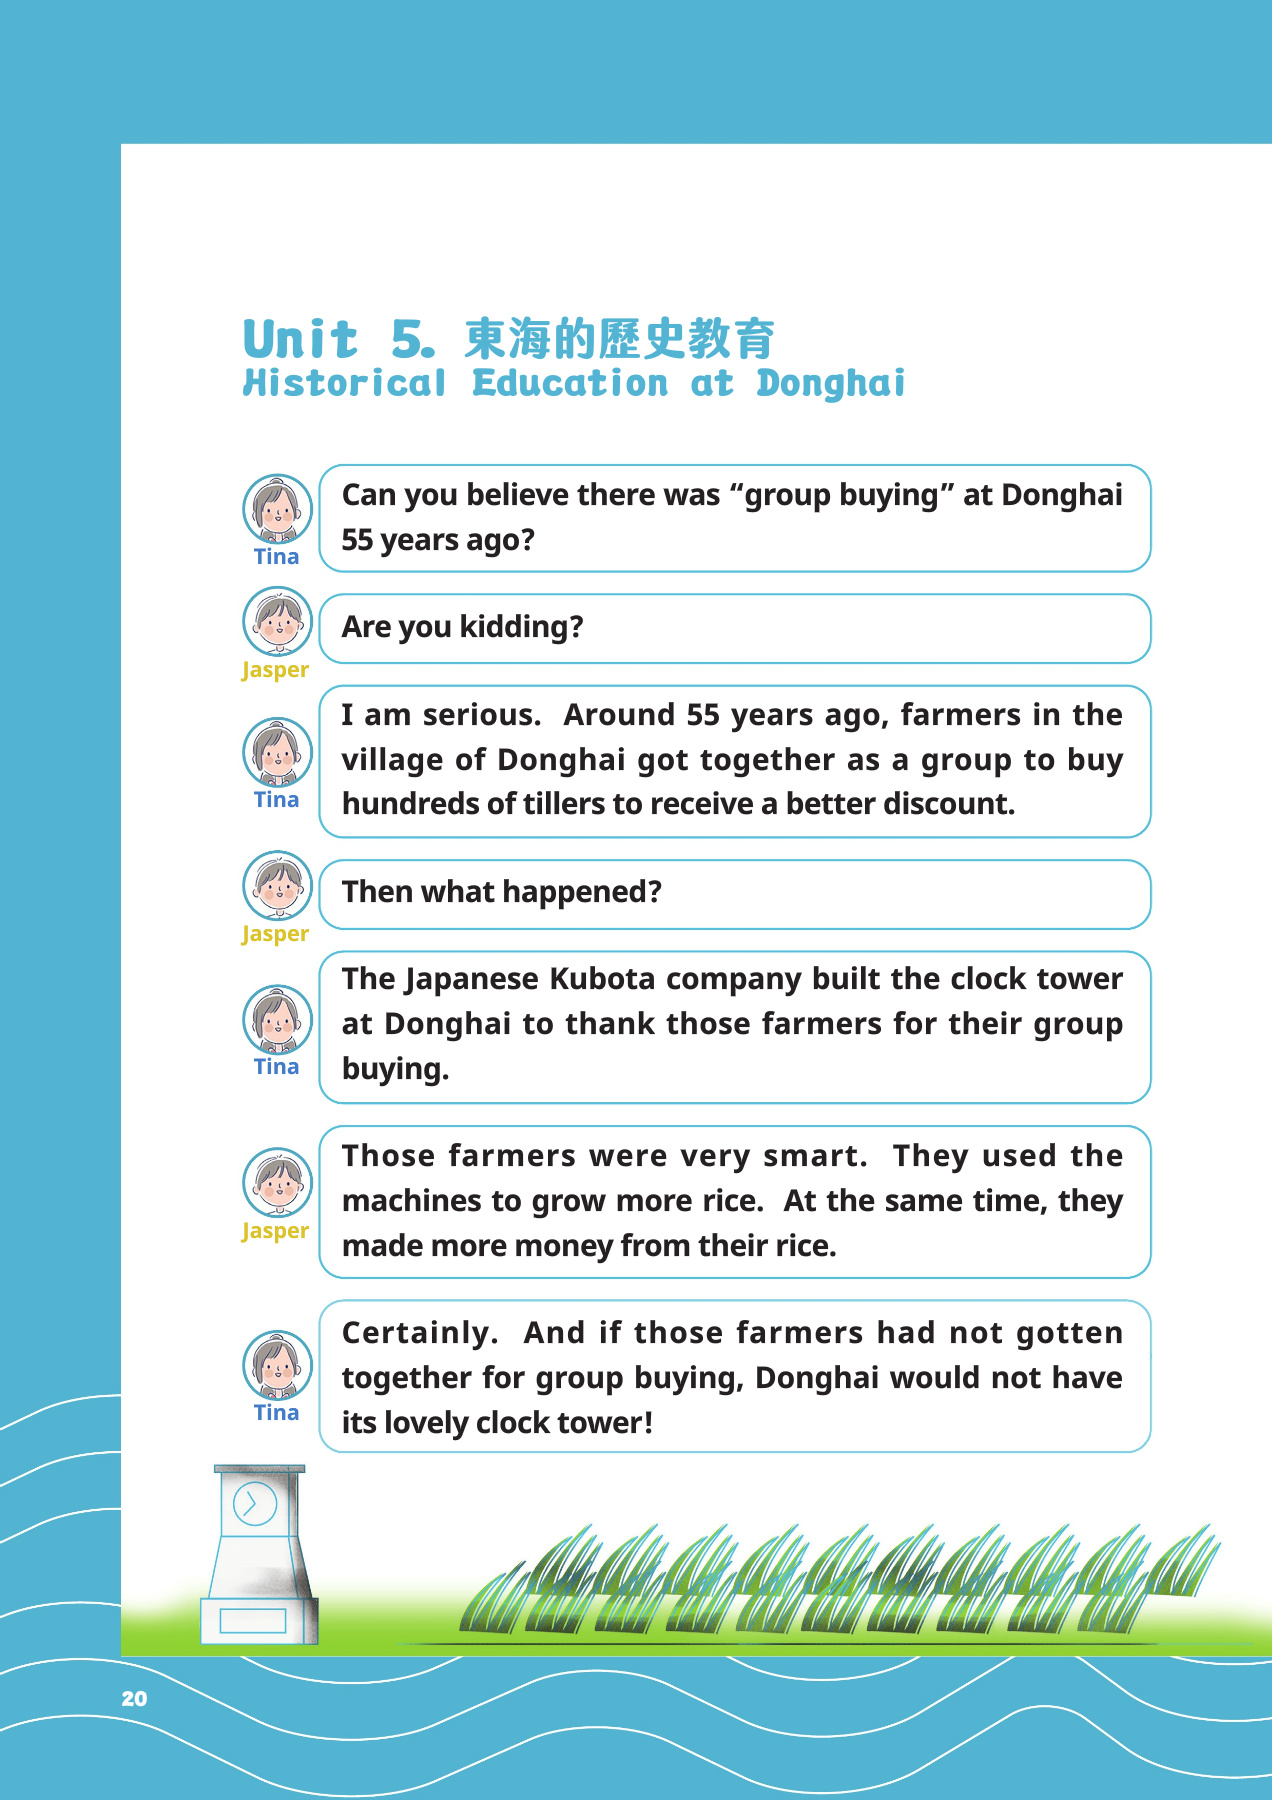 Unit 5. 東海的歷史教育
Historical Education at Donghai
Can you believe there was “group buying” at Donghai
55 years ago?
Tina
Are you kidding?
Jasper
I am serious.  Around 55 years ago, farmers in the
village of Donghai got together as a group to buy
hundreds of tillers to receive a better discount.
Tina
Then what happened?
Jasper
The Japanese Kubota company built the clock tower
at Donghai to thank those farmers for their group
buying.
Tina
Those farmers were very smart.  They used the
machines to grow more rice.  At the same time, they
made more money from their rice.
Jasper
Certainly.  And if those farmers had not gotten
together for group buying, Donghai would not have
its lovely clock tower!
Tina
20